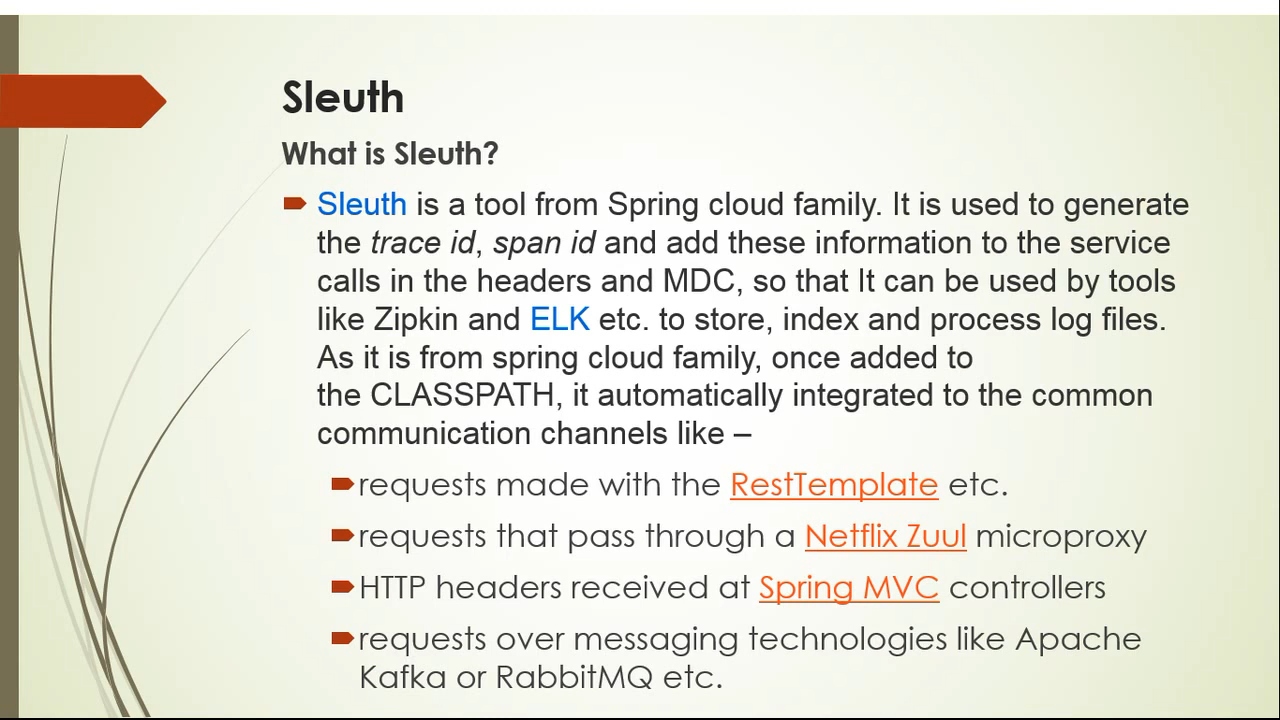 Sleuth
What is Sleuth?
Sleuth is a tool from Spring cloud family. It is used to generate
the trace id, span id and add these information to the service
calls in the headers and MDC, so that It can be used by tools
like Zipkin and ELK etc. to store, index and process log files.
As it is from spring cloud family, once added to
the CLASSPATH, it automatically integrated to the common
communication channels like –
requests made with the RestTemplate etc.
requests that pass through a Netflix Zuul microproxy
HTTP headers received at Spring MVC controllers
requests over messaging technologies like Apache
Kafka or RabbitMQ etc.